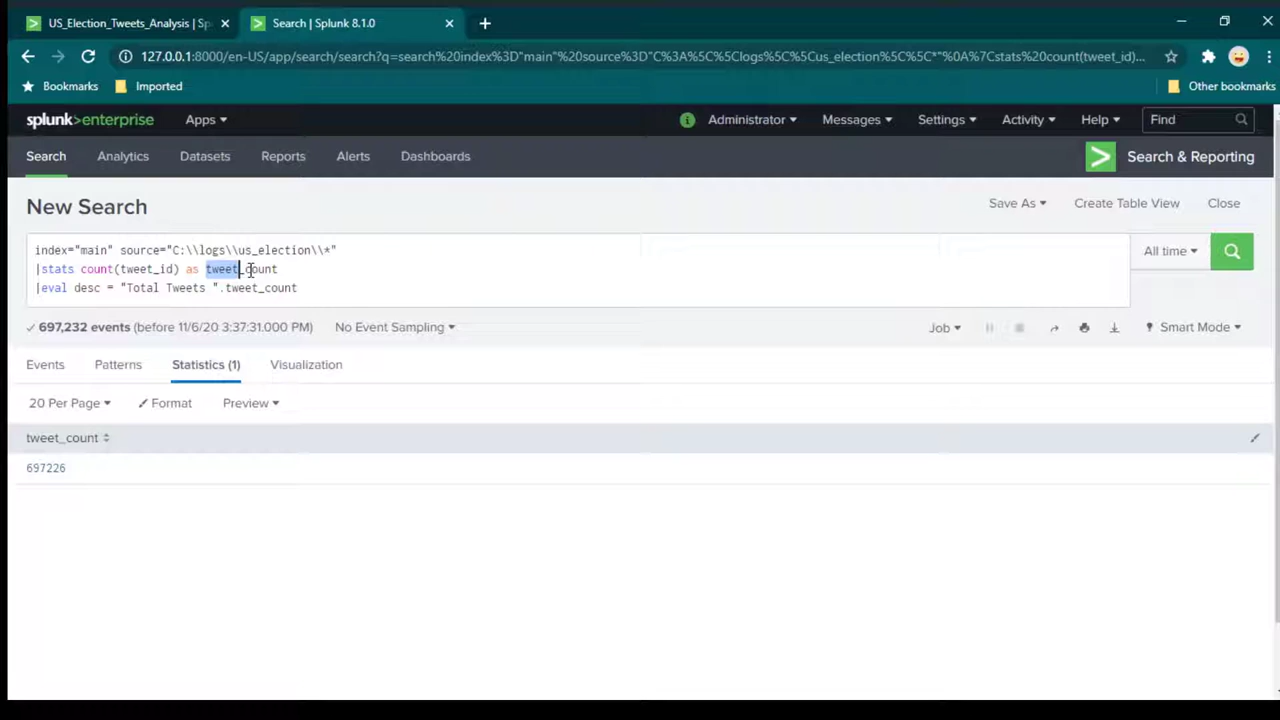 US_Election_Tweets_Analysis | Sp
Search | Splunk 8.1.0
127.0.0.1:8000/en-US/app/search/search?q=search%20index%3D"main"%20source%3D"C%3A%5C%5Clogs%5C%5Cus_election%5C%5C*"%0A%7Cstats%20count(tweet_id)...
Bookmarks Imported Other bookmarks
splunk>enterprise Apps Administrator Messages Settings Activity Help Find
Search Analytics Datasets Reports Alerts Dashboards Search & Reporting
New Search Save As Create Table View Close
index="main" source="C:\\logs\\us_election\\*"
|stats count(tweet_id) as tweet_count
|eval desc = "Total Tweets ".tweet_count
All time
697,232 events (before 11/6/20 3:37:31.000 PM) No Event Sampling Job Smart Mode
Events Patterns Statistics (1) Visualization
20 Per Page Format Preview
tweet_count
697226